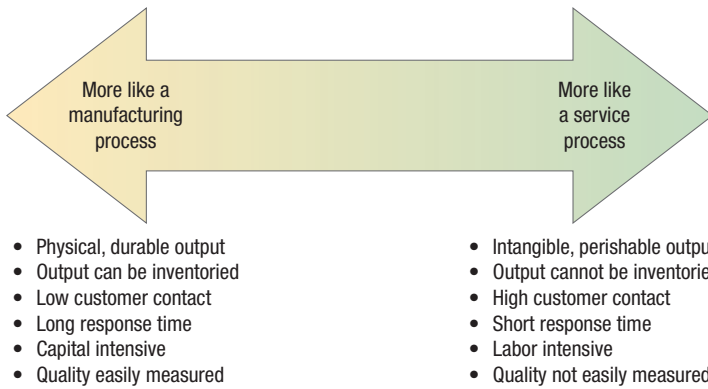 More like a
manufacturing
process
More like
a service
process
• Physical, durable output
• Output can be inventoried
• Low customer contact
• Long response time
• Capital intensive
• Quality easily measured
• Intangible, perishable
• Output cannot be
• High customer contact
• Short response time
• Labor intensive
• Quality not easily measured